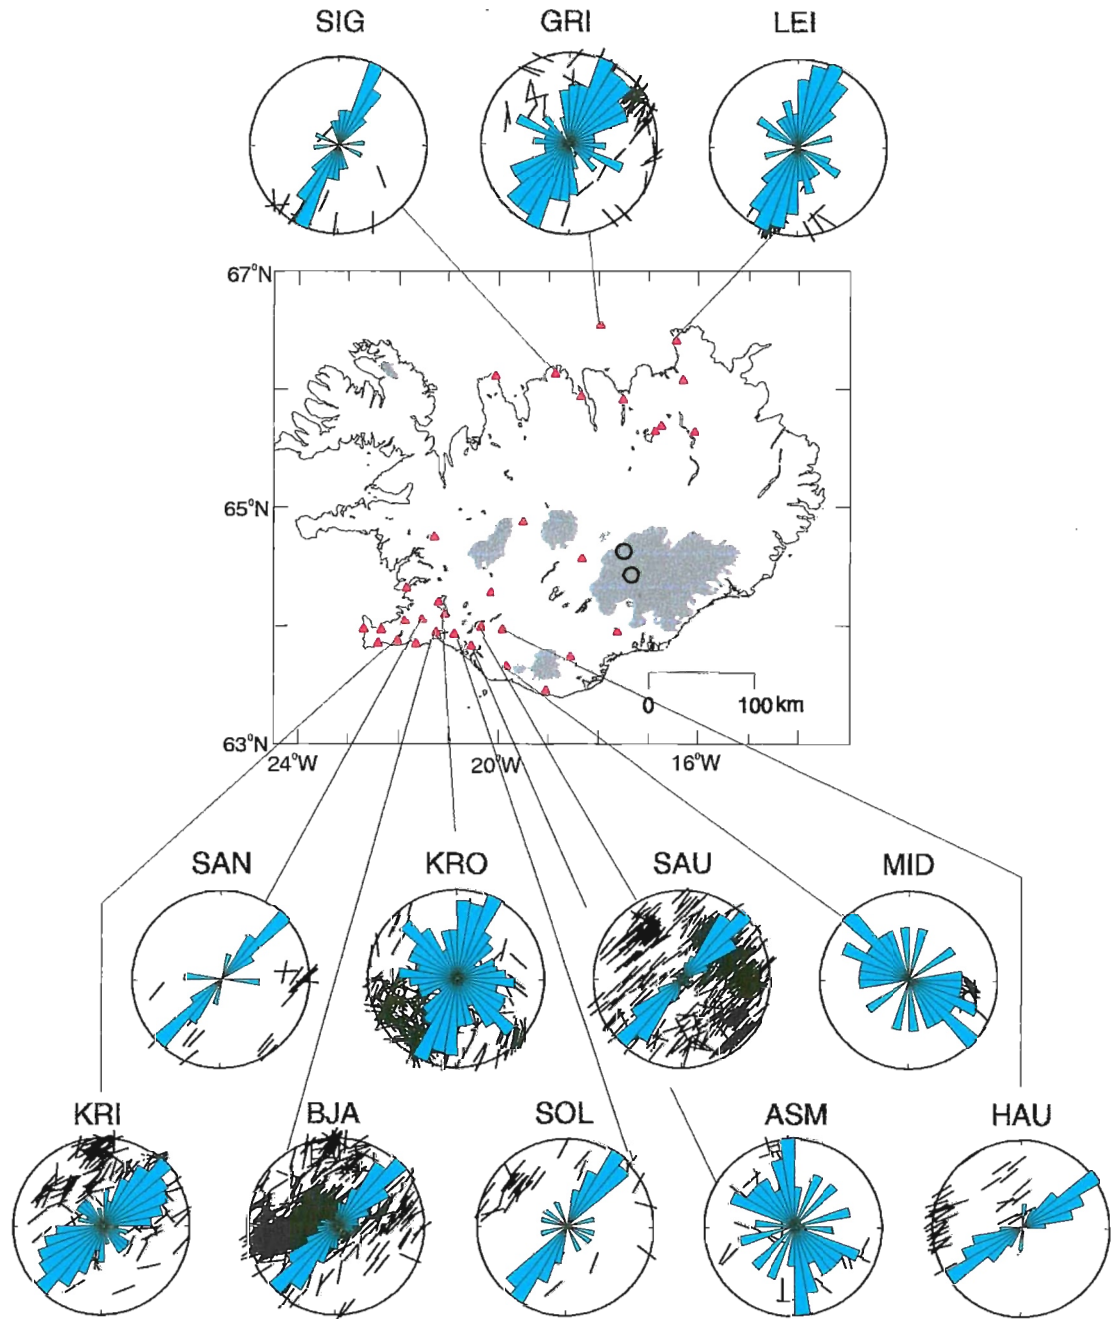 SIG GRI LEI
67°N
65°N
63°N
0 100 km
24°W 20°W 16°W
SAN KRO SAU MID
KRI BJA SOL ASM HAU